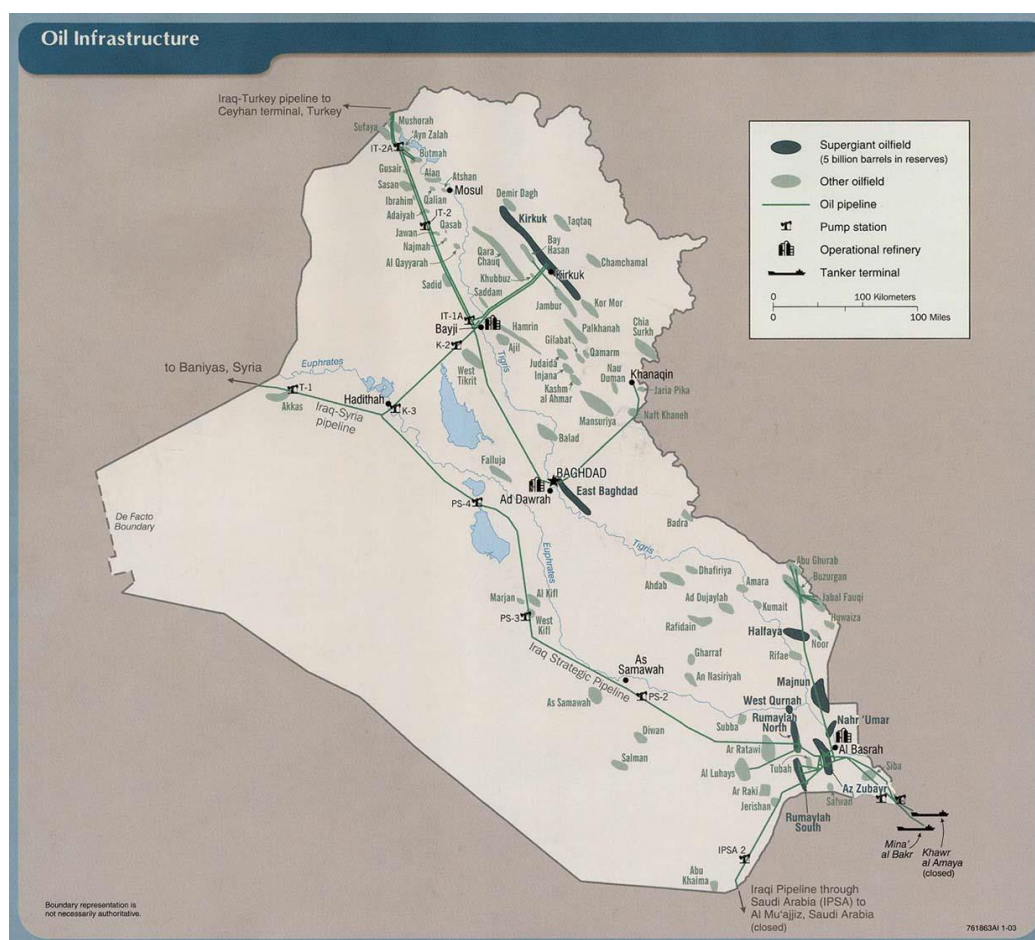 Oil Infrastructure
Iraq-Turkey pipeline to
Ceyhan terminal, Turkey
Supergiant oilfield
(5 billion barrels in reserves)
Other oilfield
Oil pipeline
Pump station
Operational refinery
Tanker terminal
0 100 Kilometers
0 100 Miles
Mushorah
Sufaya
'Ayn Zalah
IT-2A
Butmah
Gusair
Alan
Atshan
Sasan
Mosul
Ibrahim
Qalian
Demir Dagh
Adaiyah
IT-2
Kirkuk
Taqtaq
Jawan
Qasab
Najmah
Bay
Hasan
Qara
Chauq
Al Qayyarah
Chamchamal
Khubbuz
Kirkuk
Sadid
Saddam
Jambur
Kor Mor
IT-1A
Bayji
Hamrin
Palkhanah
Chia
Surkh
K-2
Ajil
Gilabat
Qamarm
to Baniyas, Syria
Euphrates
Tigris
Judaida
Injana
Nau
Duman
Khanaqin
West
Tikrit
T-1
Kashm
al Ahmar
Jaria Pika
Akkas
Hadithah
K-3
Iraq-Syria
pipeline
Mansuriya
Naft Khaneh
Balad
Falluja
BAGHDAD
Ad Dawrah
East Baghdad
PS-4
De Facto
Boundary
Badra
Euphrates
Tigris
Abu Ghurab
Dhafiriya
Buzurgan
Ahdab
Amara
Marjan
Al Kifl
Ad Dujaylah
Kumait
Jabal Fauqi
PS-3
West
Kifl
Huwaiza
Rafidain
Halfaya
Noor
Iraq Strategic Pipeline
Gharraf
Rifae
As
Samawah
An Nasiriyah
Majnun
PS-2
As Samawah
West Qurnah
Subba
Rumaylah
North
Nahr 'Umar
Diwan
Ar Ratawi
Al Basrah
Salman
Al Luhays
Tubah
Siba
Ar Raki
Az Zubayr
Jerishan
Safwan
Rumaylah
South
Mina'
al Bakr
Khawr
al Amaya
(closed)
IPSA 2
Abu
Khaima
Iraqi Pipeline through
Saudi Arabia (IPSA) to
Al Mu'ajjiz, Saudi Arabia
(closed)
Boundary representation is
not necessarily authoritative.
761863AI 1-03